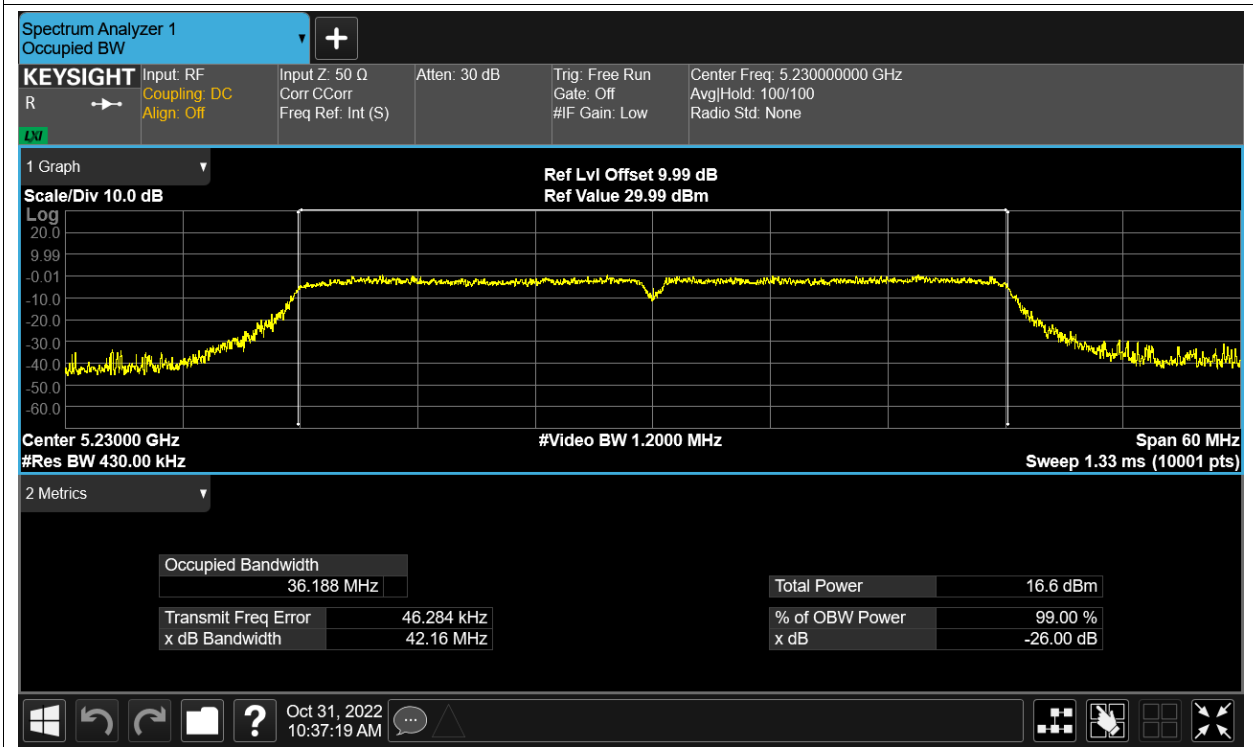 Spectrum Analyzer 1
Occupied BW
KEYSIGHT
R
LXI
Input: RF
Coupling: DC
Align: Off
Input Z: 50 Ω
Corr CCorr
Freq Ref: Int (S)
Atten: 30 dB
Trig: Free Run
Gate: Off
#IF Gain: Low
Center Freq: 5.230000000 GHz
Avg|Hold: 100/100
Radio Std: None
1 Graph
Scale/Div 10.0 dB
Ref Lvl Offset 9.99 dB
Ref Value 29.99 dBm
Log
20.0
9.99
-0.01
-10.0
-20.0
-30.0
-40.0
-50.0
-60.0
Center 5.23000 GHz
#Res BW 430.00 kHz
#Video BW 1.2000 MHz
Span 60 MHz
Sweep 1.33 ms (10001 pts)
2 Metrics
Occupied Bandwidth
36.188 MHz
Transmit Freq Error 46.284 kHz
x dB Bandwidth 42.16 MHz
Total Power 16.6 dBm
% of OBW Power 99.00 %
x dB -26.00 dB
?
Oct 31, 2022
10:37:19 AM